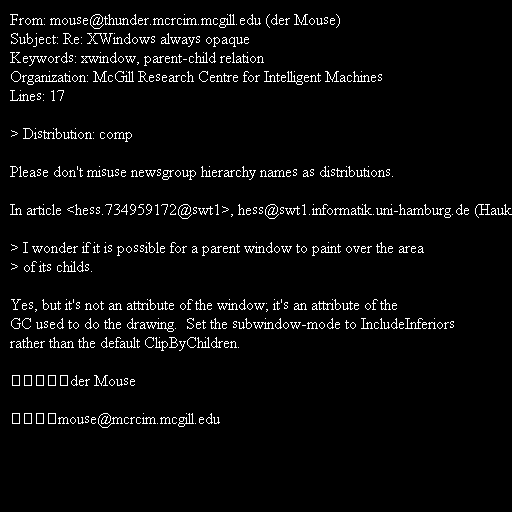 From: mouse@thunder.mcrcim.mcgill.edu (der Mouse)
Subject: Re: XWindows always opaque
Keywords: xwindow, parent-child relation
Organization: McGill Research Centre for Intelligent Machines
Lines: 17
> Distribution: comp
Please don't misuse newsgroup hierarchy names as distributions.
In article <hess.734959172@swt1>, hess@swt1.informatik.uni-hamburg.de (Hauk
> I wonder if it is possible for a parent window to paint over the area
> of its childs.
Yes, but it's not an attribute of the window; it's an attribute of the
GC used to do the drawing.  Set the subwindow-mode to IncludeInferiors
rather than the default ClipByChildren.
der Mouse
mouse@mcrcim.mcgill.edu